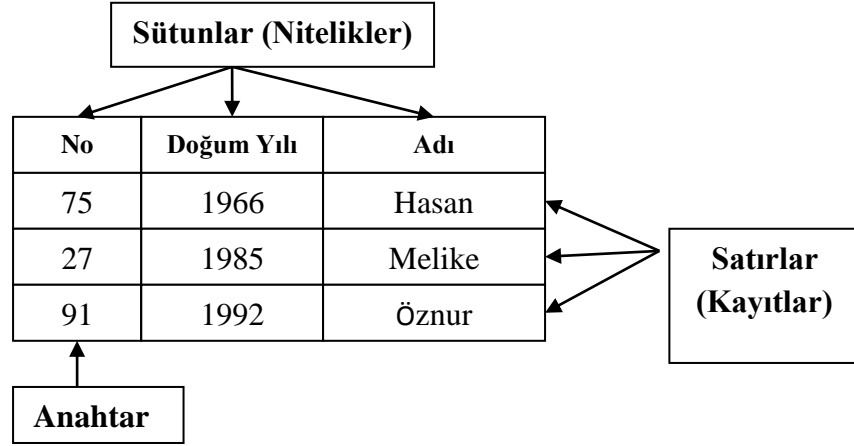 Sütunlar (Nitelikler)
No Doğum Yılı Adı
75 1966 Hasan
27 1985 Melike
91 1992 Öznur
Satırlar
(Kayıtlar)
Anahtar